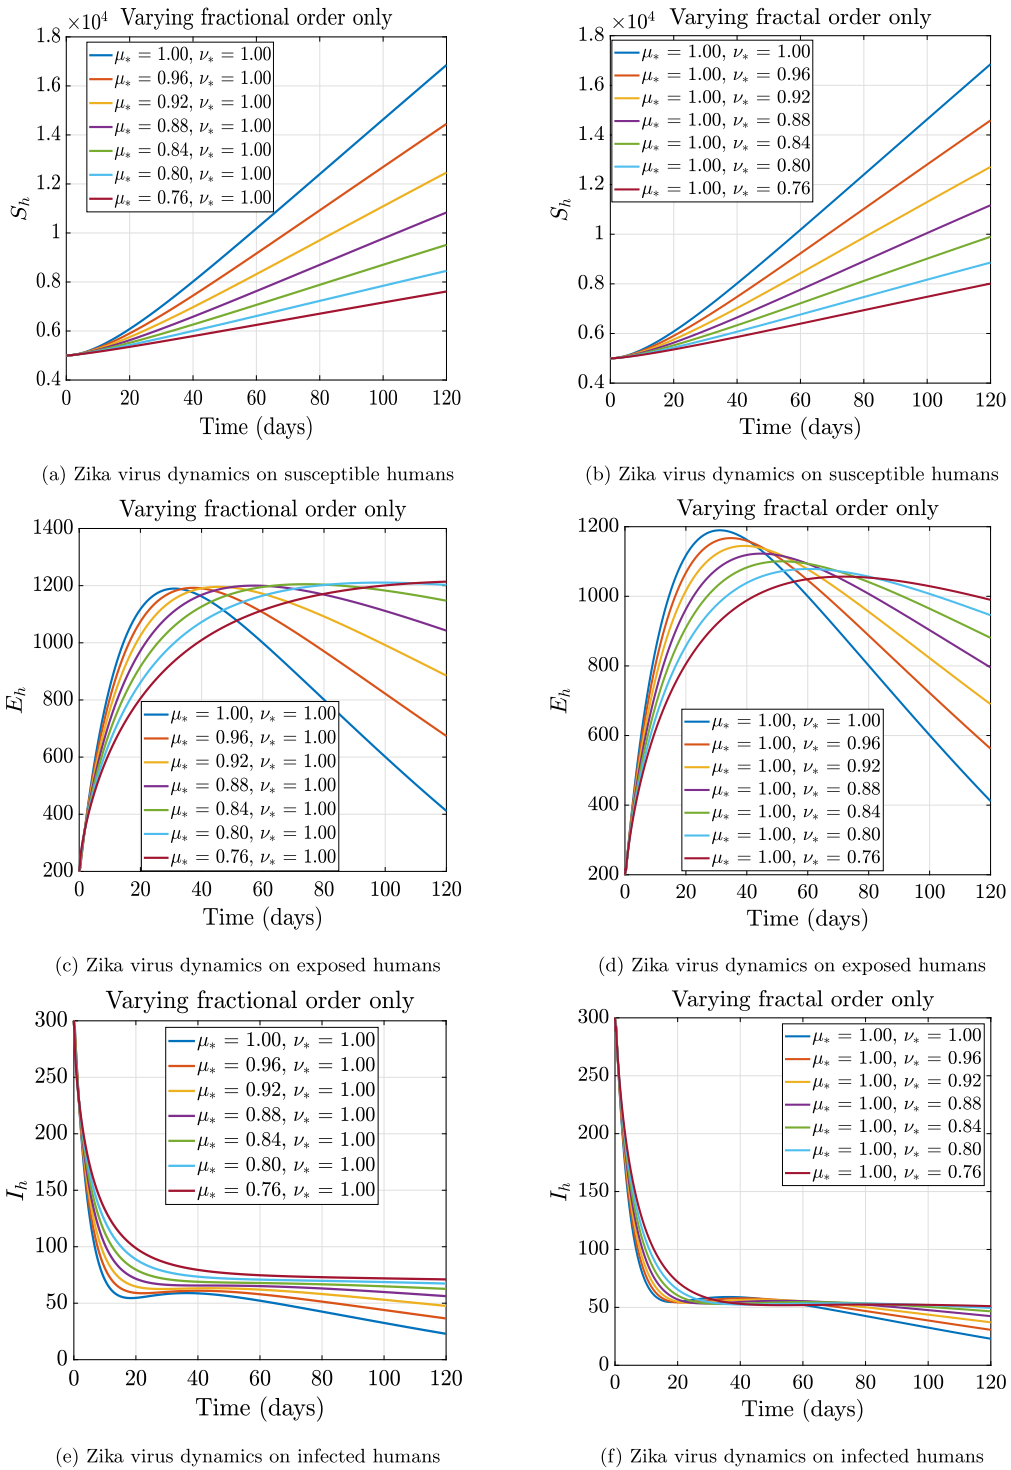 ×10⁴ Varying fractional order only
1.8
1.6
1.4
1.2
1
0.8
0.6
0.4
Sₕ
μ* = 1.00, ν* = 1.00
μ* = 0.96, ν* = 1.00
μ* = 0.92, ν* = 1.00
μ* = 0.88, ν* = 1.00
μ* = 0.84, ν* = 1.00
μ* = 0.80, ν* = 1.00
μ* = 0.76, ν* = 1.00
0 20 40 60 80 100 120
Time (days)
(a) Zika virus dynamics on susceptible humans
×10⁴ Varying fractal order only
1.8
1.6
1.4
1.2
1
0.8
0.6
0.4
Sₕ
μ* = 1.00, ν* = 1.00
μ* = 1.00, ν* = 0.96
μ* = 1.00, ν* = 0.92
μ* = 1.00, ν* = 0.88
μ* = 1.00, ν* = 0.84
μ* = 1.00, ν* = 0.80
μ* = 1.00, ν* = 0.76
0 20 40 60 80 100 120
Time (days)
(b) Zika virus dynamics on susceptible humans
Varying fractional order only
1400
1200
1000
800
600
400
200
Eₕ
μ* = 1.00, ν* = 1.00
μ* = 0.96, ν* = 1.00
μ* = 0.92, ν* = 1.00
μ* = 0.88, ν* = 1.00
μ* = 0.84, ν* = 1.00
μ* = 0.80, ν* = 1.00
μ* = 0.76, ν* = 1.00
0 20 40 60 80 100 120
Time (days)
(c) Zika virus dynamics on exposed humans
Varying fractal order only
1200
1000
800
600
400
200
Eₕ
μ* = 1.00, ν* = 1.00
μ* = 1.00, ν* = 0.96
μ* = 1.00, ν* = 0.92
μ* = 1.00, ν* = 0.88
μ* = 1.00, ν* = 0.84
μ* = 1.00, ν* = 0.80
μ* = 1.00, ν* = 0.76
0 20 40 60 80 100 120
Time (days)
(d) Zika virus dynamics on exposed humans
Varying fractional order only
300
250
200
150
100
50
0
Iₕ
μ* = 1.00, ν* = 1.00
μ* = 0.96, ν* = 1.00
μ* = 0.92, ν* = 1.00
μ* = 0.88, ν* = 1.00
μ* = 0.84, ν* = 1.00
μ* = 0.80, ν* = 1.00
μ* = 0.76, ν* = 1.00
0 20 40 60 80 100 120
Time (days)
(e) Zika virus dynamics on infected humans
Varying fractal order only
300
250
200
150
100
50
0
Iₕ
μ* = 1.00, ν* = 1.00
μ* = 1.00, ν* = 0.96
μ* = 1.00, ν* = 0.92
μ* = 1.00, ν* = 0.88
μ* = 1.00, ν* = 0.84
μ* = 1.00, ν* = 0.80
μ* = 1.00, ν* = 0.76
0 20 40 60 80 100 120
Time (days)
(f) Zika virus dynamics on infected humans